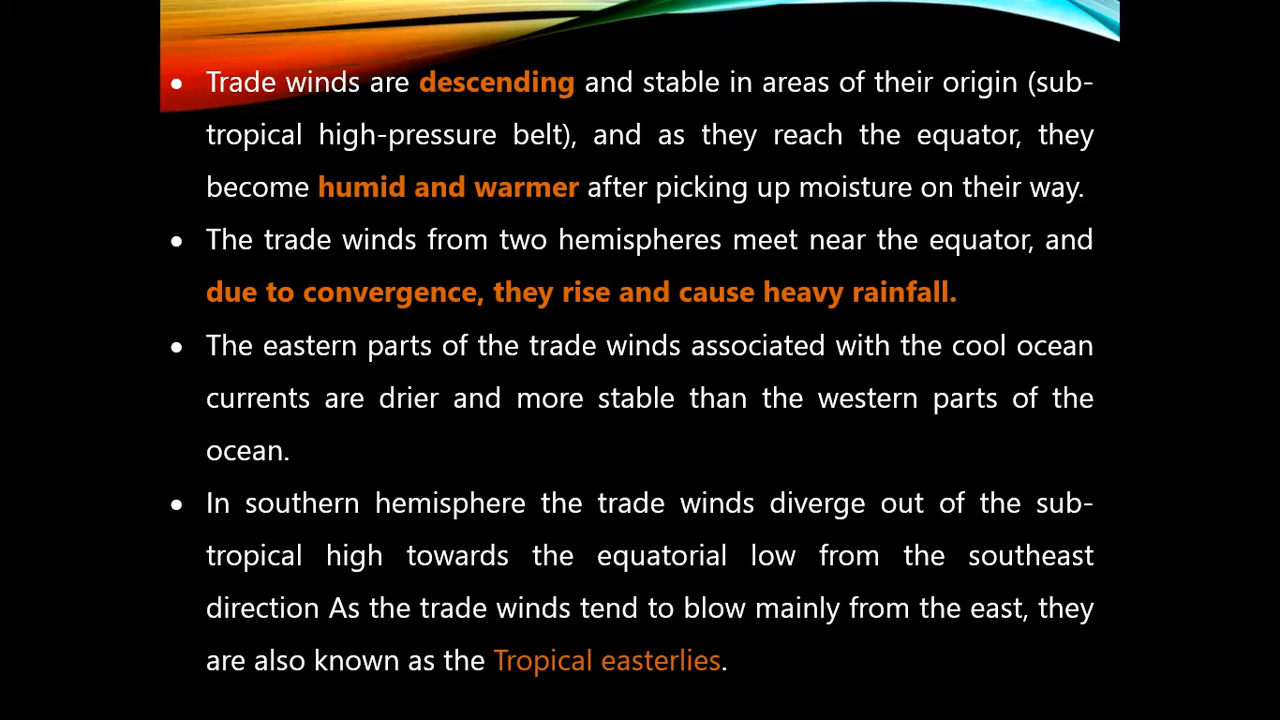 • Trade winds are descending and stable in areas of their origin (sub-
tropical high-pressure belt), and as they reach the equator, they
become humid and warmer after picking up moisture on their way.
• The trade winds from two hemispheres meet near the equator, and
due to convergence, they rise and cause heavy rainfall.
• The eastern parts of the trade winds associated with the cool ocean
currents are drier and more stable than the western parts of the
ocean.
• In southern hemisphere the trade winds diverge out of the sub-
tropical high towards the equatorial low from the southeast
direction As the trade winds tend to blow mainly from the east, they
are also known as the Tropical easterlies.